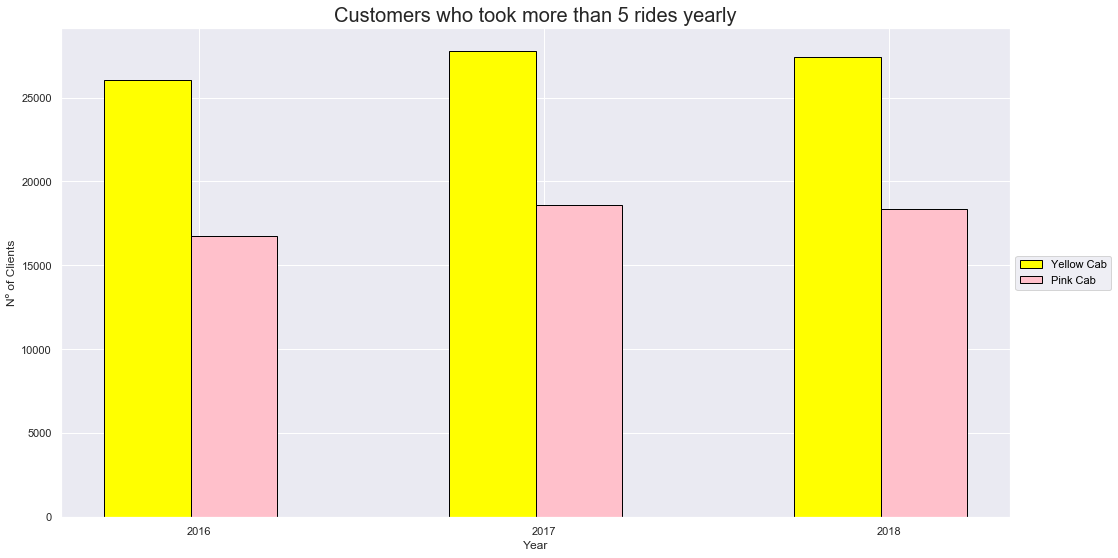 Customers who took more than 5 rides yearly
25000
20000
15000
10000
5000
0
Nº of Clients
2016 2017 2018
Year
Yellow Cab
Pink Cab